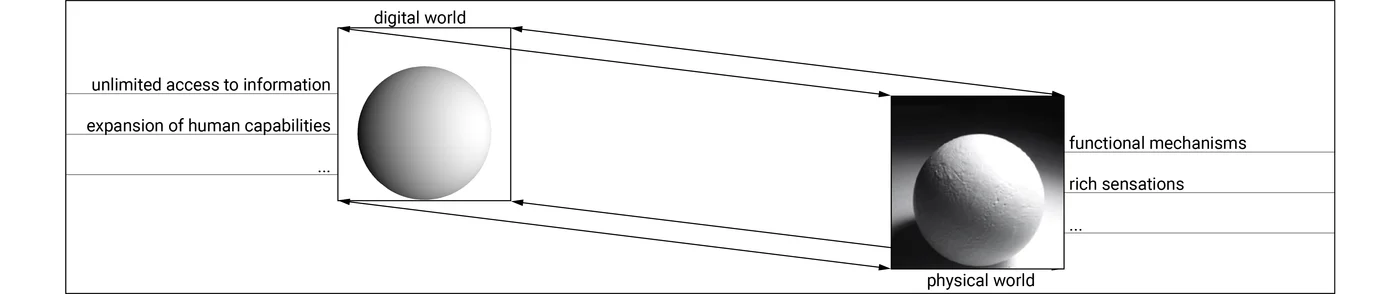 digital world
unlimited access to information
expansion of human capabilities
...
functional mechanisms
rich sensations
...
physical world